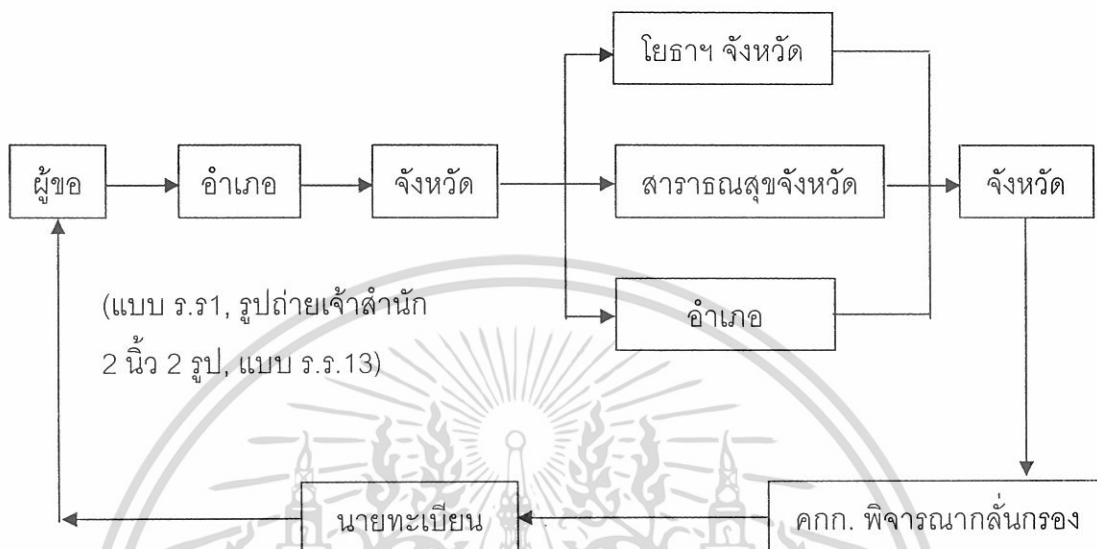 โยธาฯ จังหวัด
ผู้ขอ
อำเภอ
จังหวัด
สาราธณสุขจังหวัด
จังหวัด
(แบบ ร.ร1, รูปถ่ายเจ้าสำนัก
2 นิ้ว 2 รูป, แบบ ร.ร.13)
อำเภอ
นายทะเบียน
คกก. พิจารณากลั่นกรอง